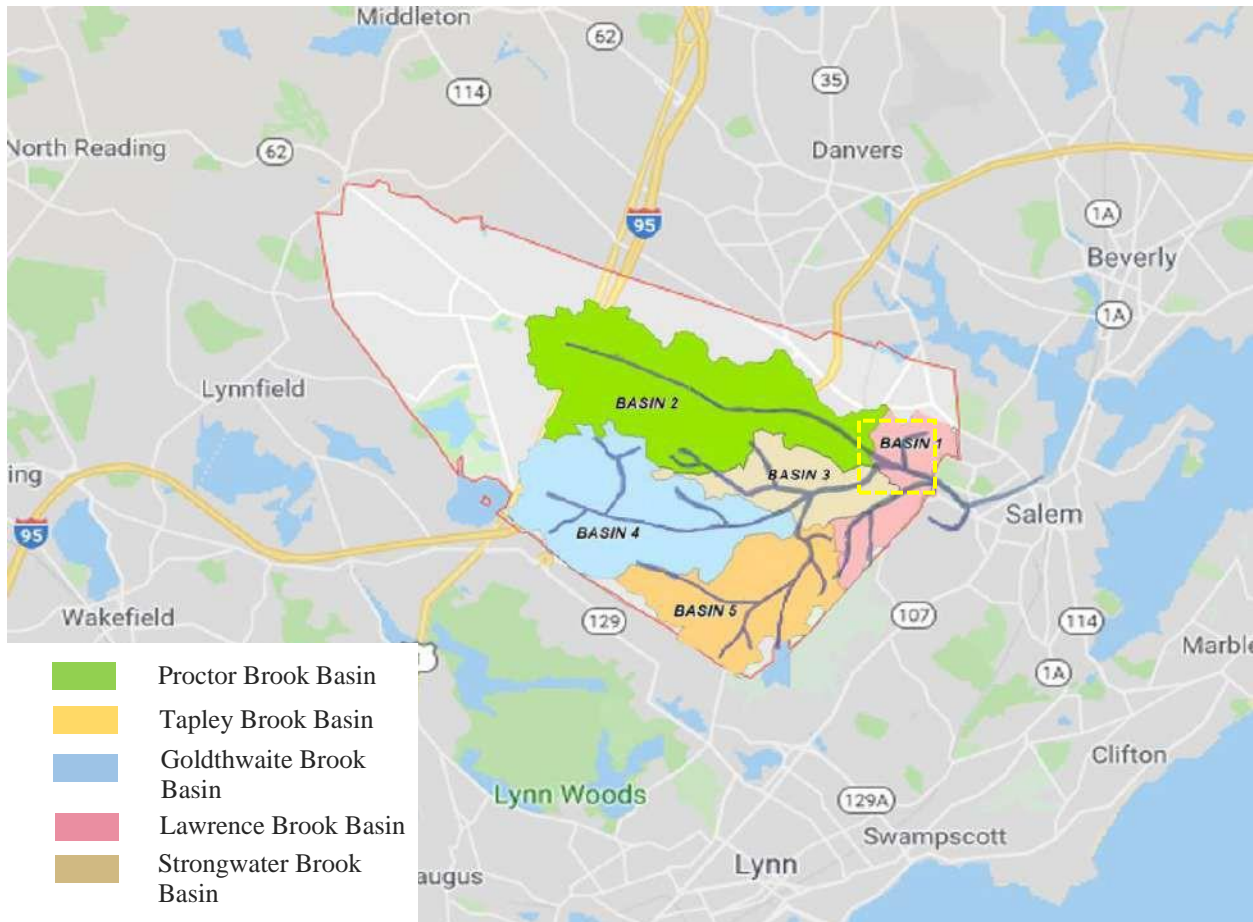 Middleton
62
114
35
North Reading
62
Danvers
95
1A
Beverly
1A
Lynnfield
BASIN 2
BASIN 1
BASIN 3
ing
Salem
95
BASIN 4
Wakefield
BASIN 5
129
107
114
Marble
1
1A
Proctor Brook Basin
Tapley Brook Basin
Goldthwaite Brook
Basin
Clifton
Lynn Woods
129A
Lawrence Brook Basin
Swampscott
Strongwater Brook
Basin
Lynn
augus